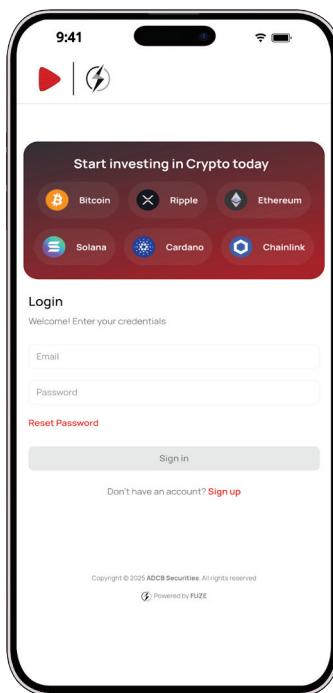 9:41
Start investing in Crypto today
Bitcoin
Ripple
Ethereum
Solana
Cardano
Chainlink
Login
Welcome! Enter your credentials
Email
Password
Reset Password
Sign in
Don't have an account? Sign up
Copyright © 2025 ADCB Securities. All rights reserved
Powered by FUZE